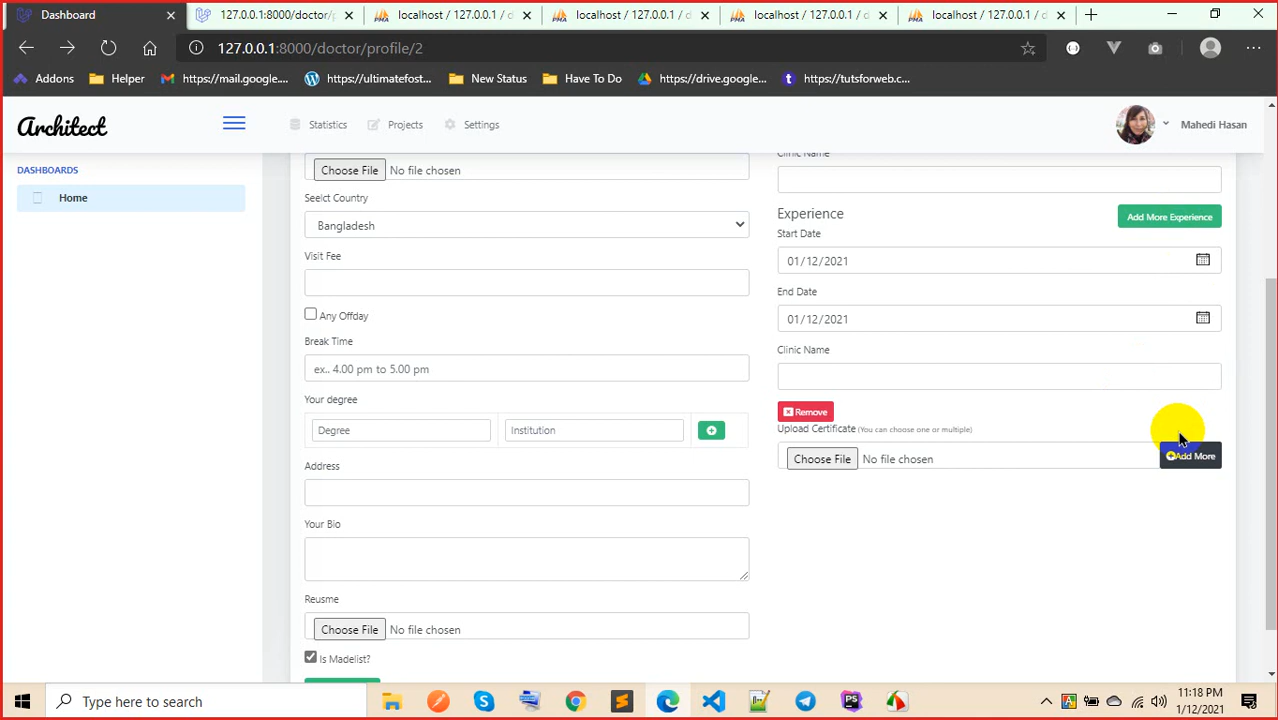 Dashboard
127.0.0.1:8000/doctor/p
localhost / 127.0.0.1 / d
localhost / 127.0.0.1 / d
localhost / 127.0.0.1 / d
localhost / 127.0.0.1 / d
127.0.0.1:8000/doctor/profile/2
Addons
Helper
https://mail.google....
https://ultimatefost...
New Status
Have To Do
https://drive.google...
https://tutsforweb.c...
Architect
Statistics
Projects
Settings
Mahedi Hasan
DASHBOARDS
Home
Choose File No file chosen
Seelct Country
Bangladesh
Visit Fee
Any Offday
Break Time
ex.. 4.00 pm to 5.00 pm
Your degree
Degree
Institution
Address
Your Bio
Reusme
Choose File No file chosen
Is Madelist?
Clinic Name
Experience
Add More Experience
Start Date
01/12/2021
End Date
01/12/2021
Clinic Name
Remove
Upload Certificate (You can choose one or multiple)
Choose File No file chosen
Add More
Type here to search
PS
11:18 PM
1/12/2021